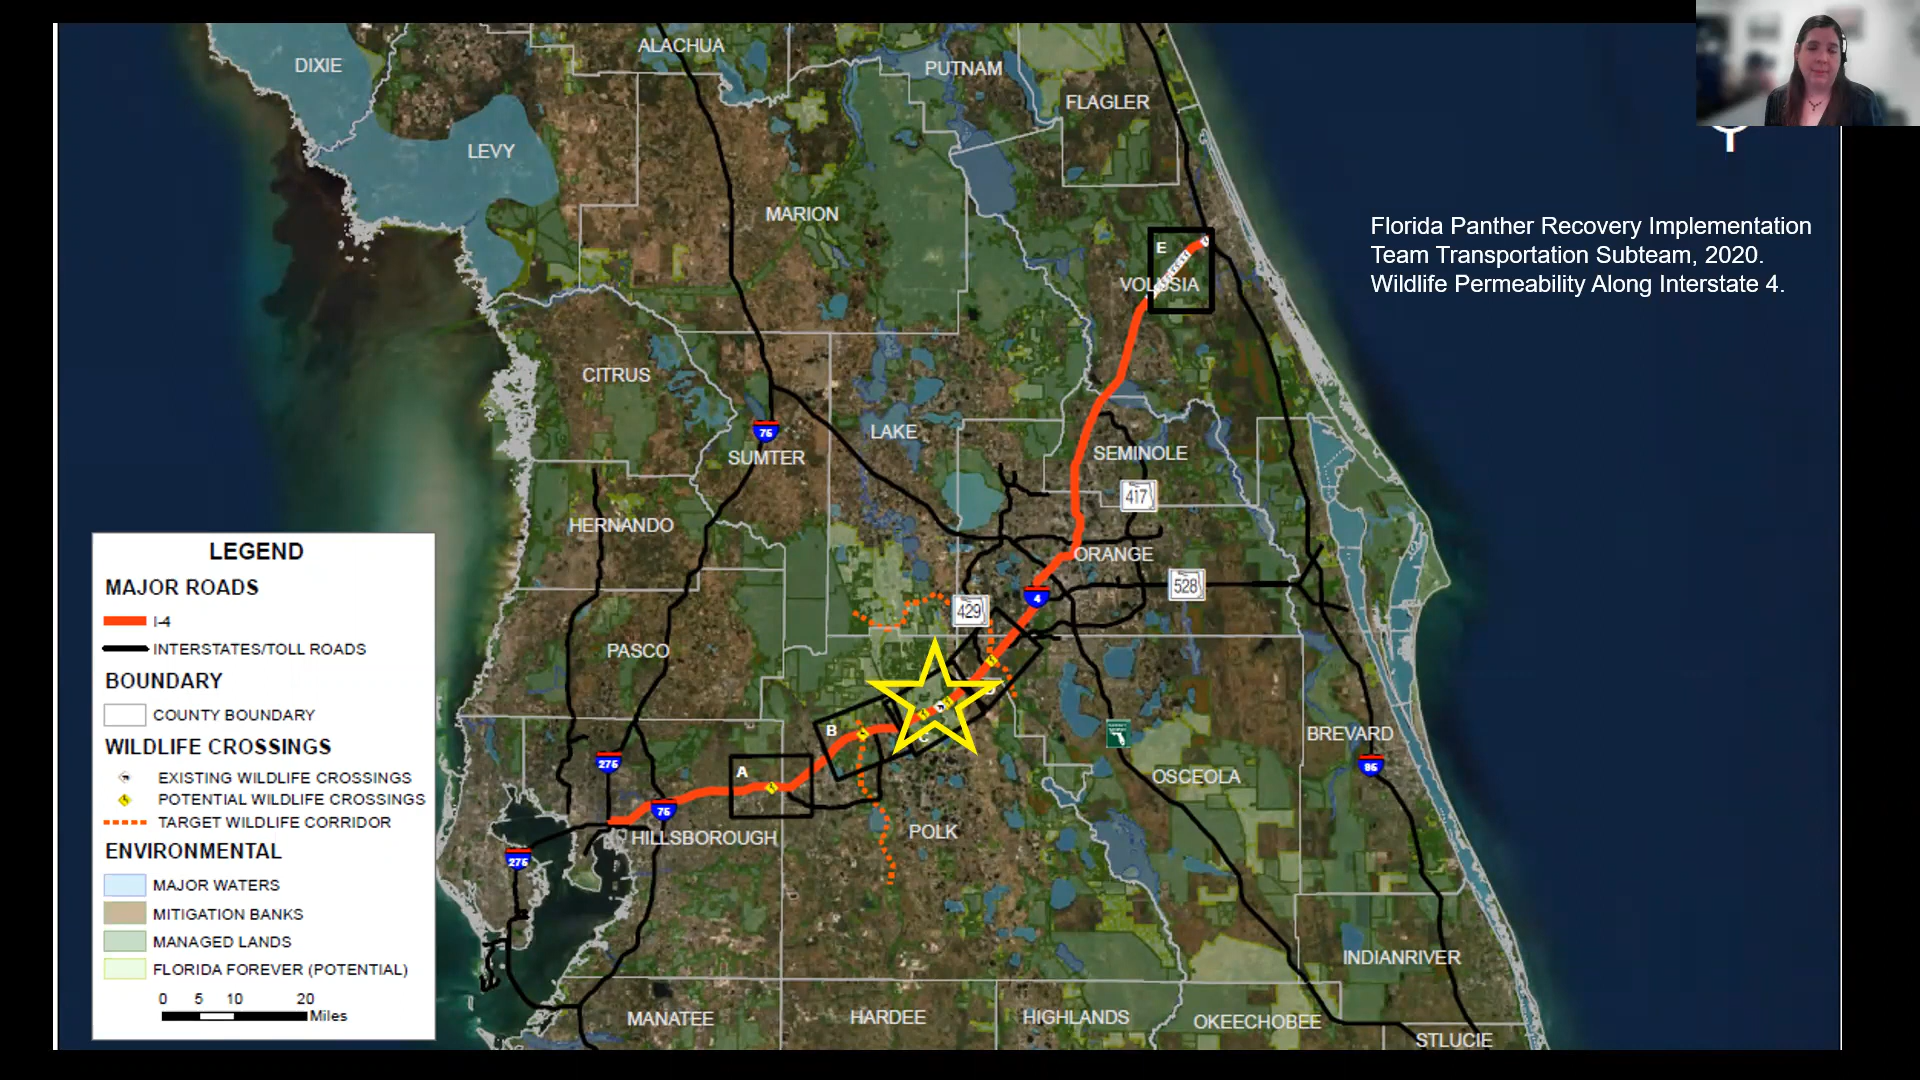 DIXIE
ALACHUA
PUTNAM
FLAGLER
LEVY
MARION
E
VOLUSIA
Florida Panther Recovery Implementation
Team Transportation Subteam, 2020.
Wildlife Permeability Along Interstate 4.
CITRUS
LAKE
75
SUMTER
SEMINOLE
417
HERNANDO
ORANGE
528
4
429
PASCO
D
C
B
A
275
75
HILLSBOROUGH
POLK
OSCEOLA
BREVARD
95
275
INDIANRIVER
MANATEE
HARDEE
HIGHLANDS
OKEECHOBEE
STLUCIE
LEGEND
MAJOR ROADS
I-4
INTERSTATES/TOLL ROADS
BOUNDARY
COUNTY BOUNDARY
WILDLIFE CROSSINGS
EXISTING WILDLIFE CROSSINGS
POTENTIAL WILDLIFE CROSSINGS
TARGET WILDLIFE CORRIDOR
ENVIRONMENTAL
MAJOR WATERS
MITIGATION BANKS
MANAGED LANDS
FLORIDA FOREVER (POTENTIAL)
0 5 10 20
Miles